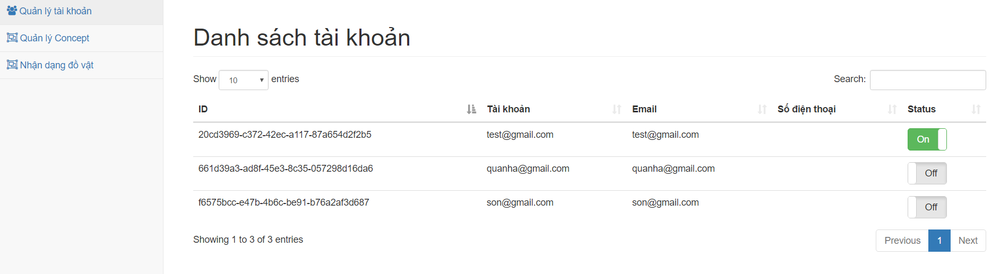 Quản lý tài khoản
Quản lý Concept
Nhận dạng đồ vật
Danh sách tài khoản
Show 10 entries
Search:
ID Tài khoản Email Số điện thoại Status
20cd3969-c372-42ec-a117-87a654d2f2b5 test@gmail.com test@gmail.com On
661d39a3-ad8f-45e3-8c35-057298d16da6 quanha@gmail.com quanha@gmail.com Off
f6575bcc-e47b-4b6c-be91-b76a2af3d687 son@gmail.com son@gmail.com Off
Showing 1 to 3 of 3 entries
Previous 1 Next